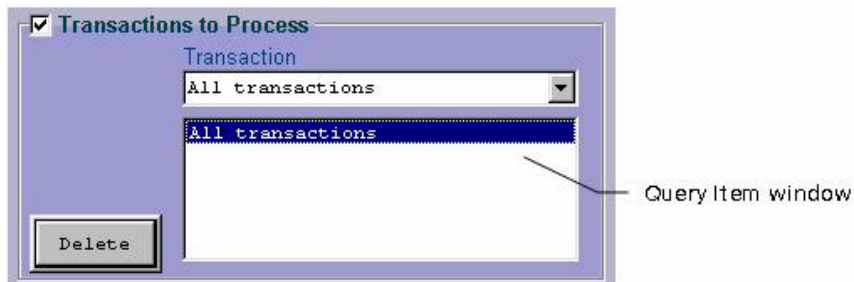 Transactions to Process
Transaction
All transactions
All transactions
Query Item window
Delete